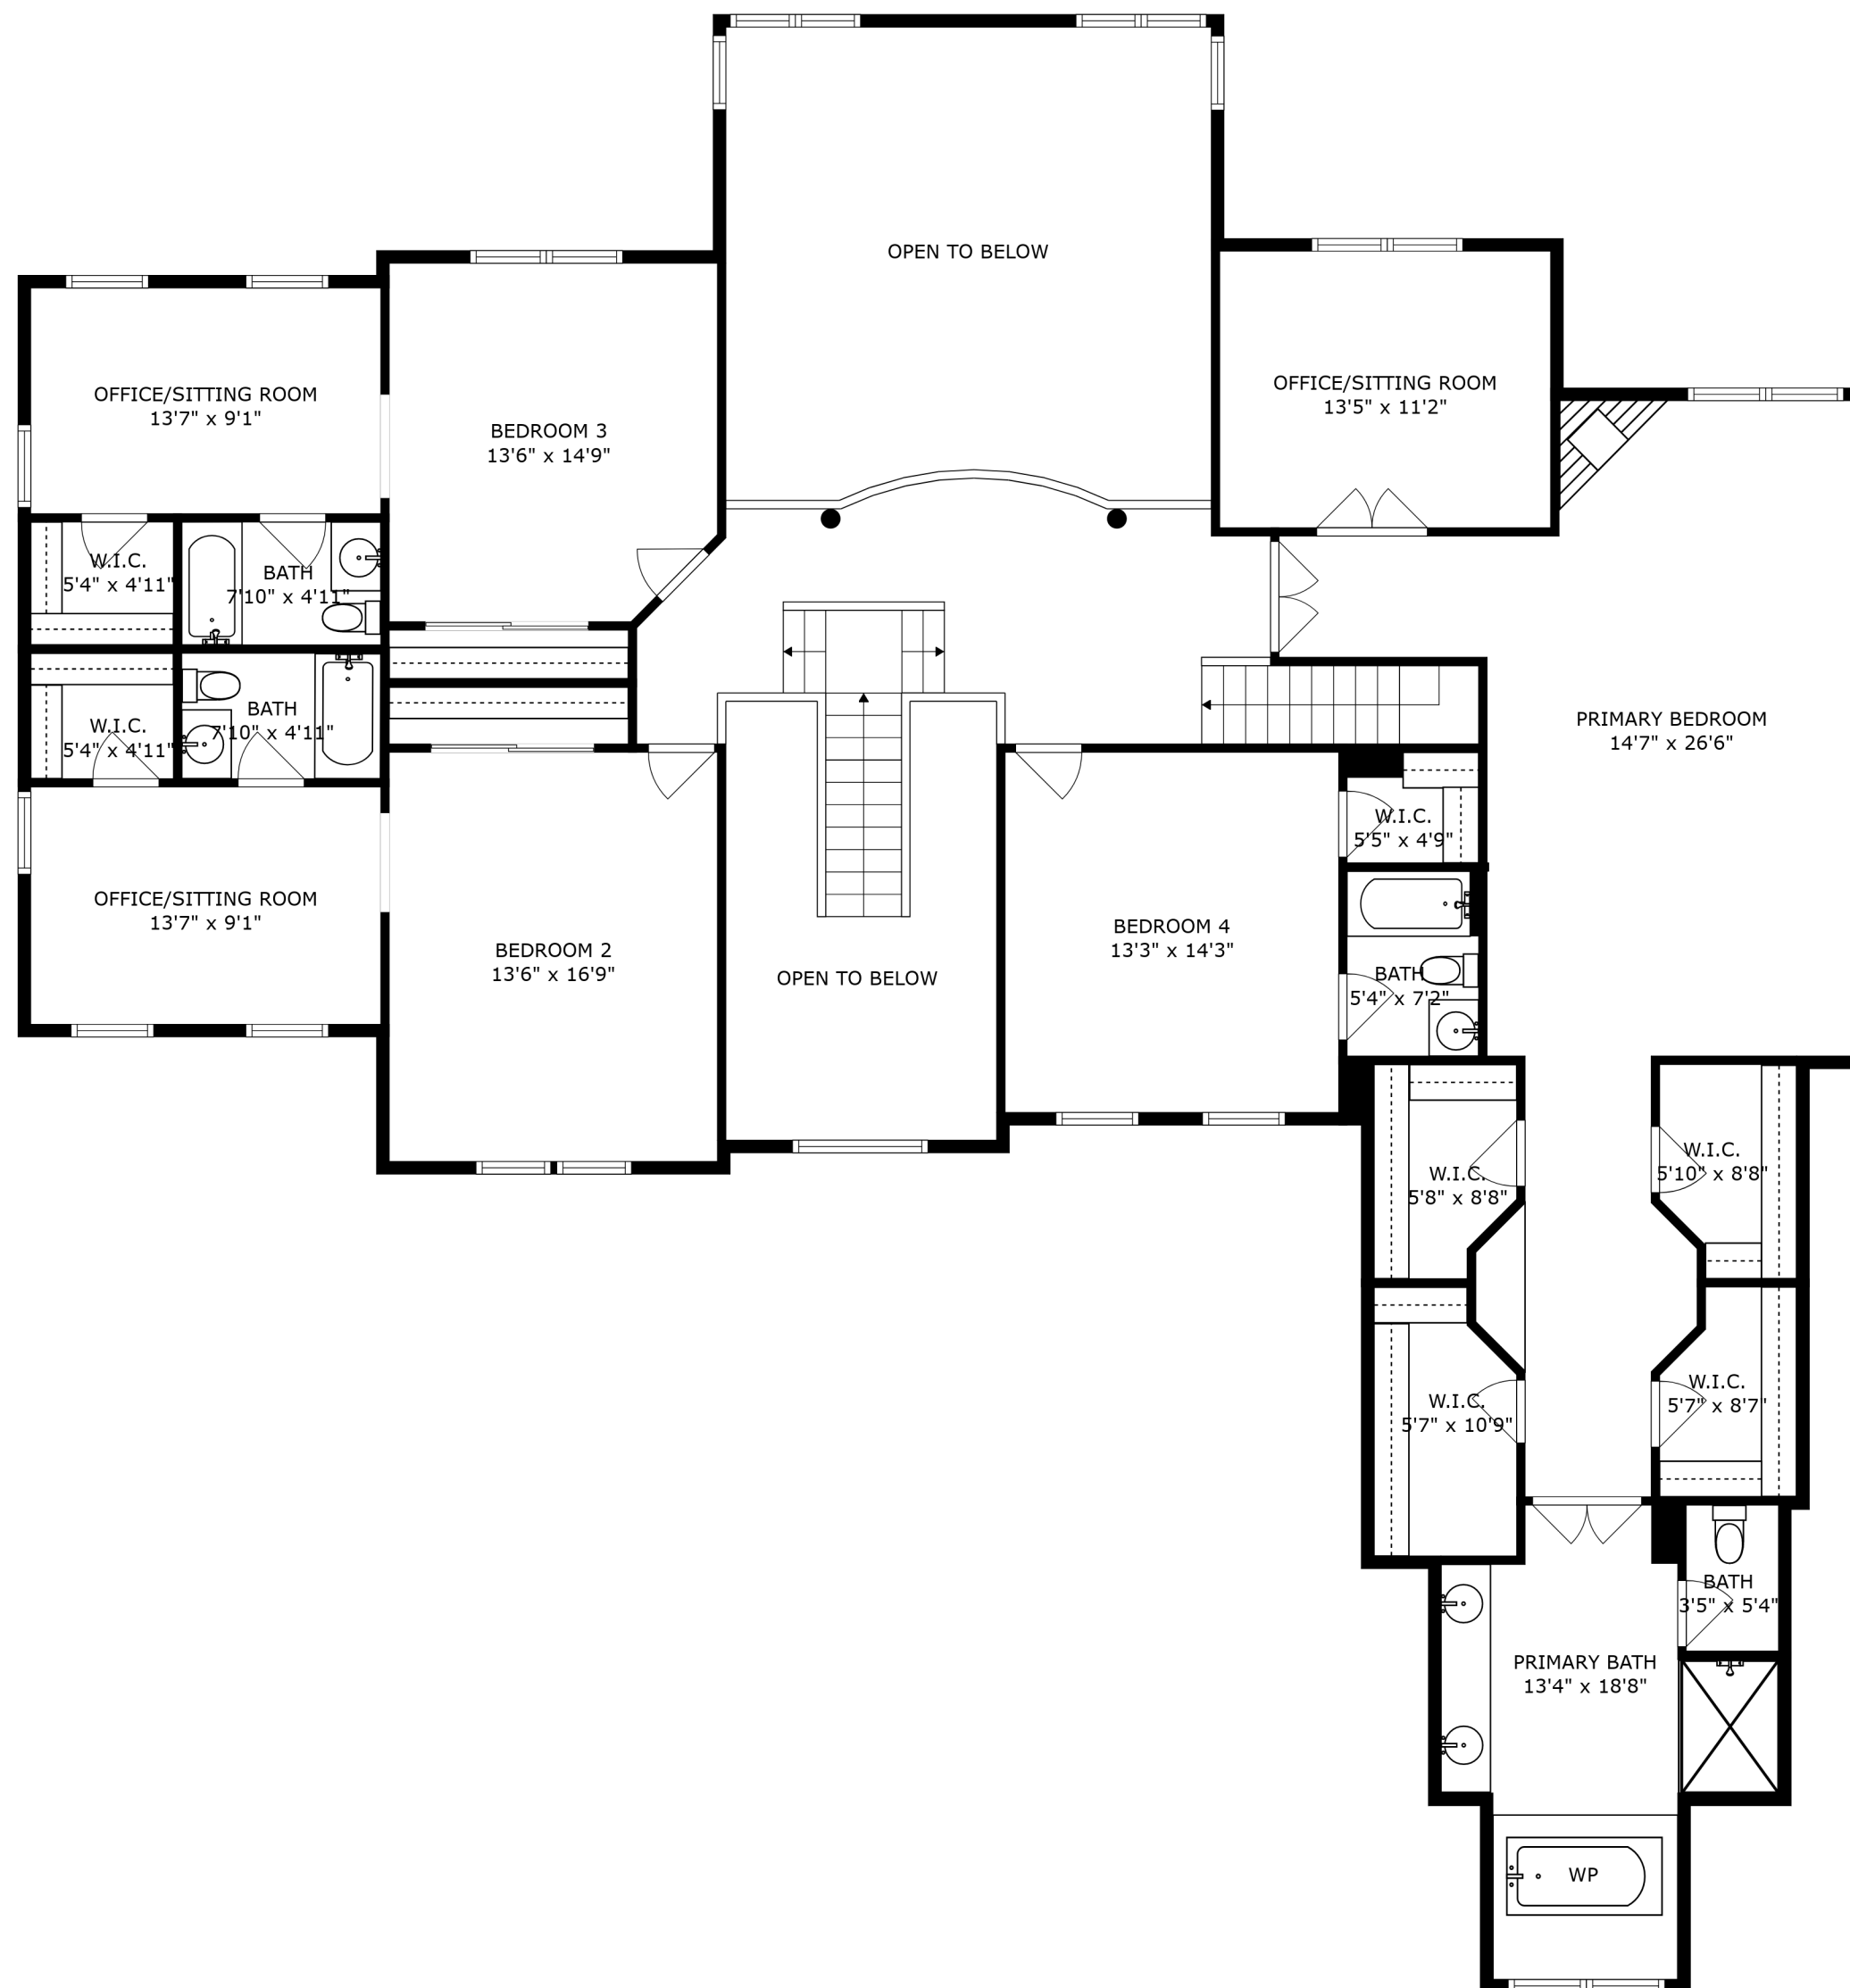 OPEN TO BELOW
OFFICE/SITTING ROOM
13'5" x 11'2"
OFFICE/SITTING ROOM
13'7" x 9'1"
BEDROOM 3
13'6" x 14'9"
W.I.C.
5'4" x 4'11"
BATH
7'10" x 4'11"
W.I.C.
5'4" x 4'11"
BATH
7'10" x 4'11"
PRIMARY BEDROOM
14'7" x 26'6"
W.I.C.
5'5" x 4'9"
OFFICE/SITTING ROOM
13'7" x 9'1"
BEDROOM 2
13'6" x 16'9"
OPEN TO BELOW
BEDROOM 4
13'3" x 14'3"
BATH
5'4" x 7'2"
W.I.C.
5'8" x 8'8"
W.I.C.
5'10" x 8'8"
W.I.C.
5'7" x 10'9"
W.I.C.
5'7" x 8'7"
BATH
3'5" x 5'4"
PRIMARY BATH
13'4" x 18'8"
WP